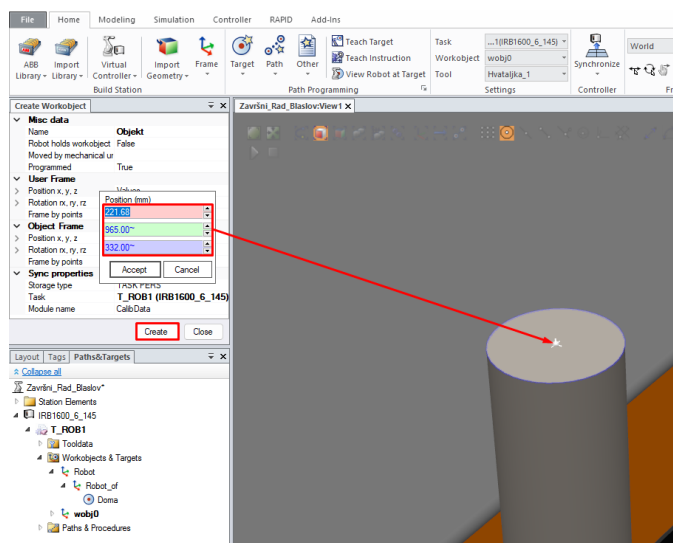 File Home Modeling Simulation Controller RAPID Add-Ins
Teach Target Task ...1(IRB1600_6_145)
Teach Instruction Workobject wobj0
View Robot at Target Tool Hvataljka_1
World
ABB Library Import Library Virtual Controller Import Geometry Frame Target Path Other Synchronize
Build Station Path Programming Settings Controller Fr
Create Workobject
Završni_Rad_Blaslov:View1 X
Misc data
Name Objekt
Robot holds workobject False
Moved by mechanical ur
Programmed True
User Frame
Position x, y, z Values
Rotation rx, ry, rz
Frame by points
Object Frame
Position x, y, z
Rotation rx, ry, rz
Frame by points
Sync properties
Storage type TASK PERS
Task T_ROB1 (IRB1600_6_145)
Module name CalibData
Position (mm)
221.68
965.00~
332.00~
Accept Cancel
Create Close
Layout Tags Paths&Targets
Collapse all
Završni_Rad_Blaslov*
Station Elements
IRB1600_6_145
T_ROB1
Tooldata
Workobjects & Targets
Robot
Robot_of
Doma
wobj0
Paths & Procedures